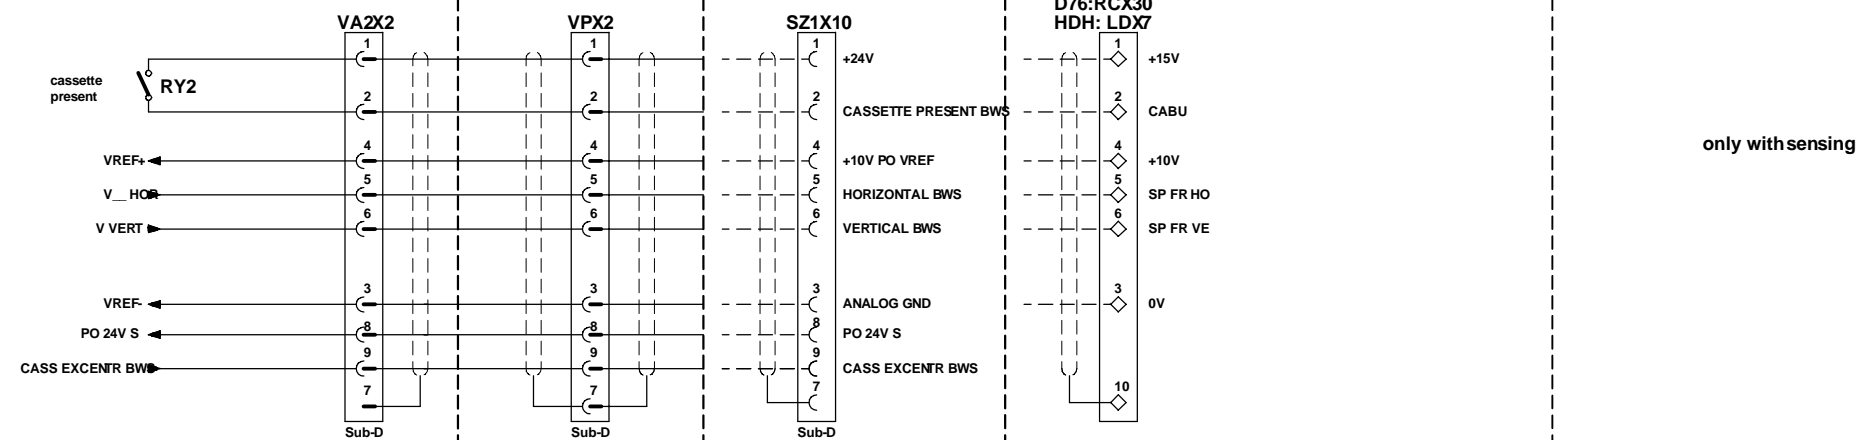 D76:RCX30
VA2X2 VPX2 SZ1X10 HDH: LDX7
1 1 1 +24V 1 +15V
cassette
present
RY2
2 2 2 CASSETTE PRESENT BWS 2 CABU
only with sensing
VREF+ 4 4 4 +10V PO VREF 4 +10V
V__ HOR 5 5 5 HORIZONTAL BWS 5 SP FR HO
V VERT 6 6 6 VERTICAL BWS 6 SP FR VE
VREF- 3 3 3 ANALOG GND 3 0V
PO 24V S 8 8 8 PO 24V S
CASS EXCENTR BWS 9 9 9 CASS EXCENTR BWS
7 7 7 10
Sub-D Sub-D Sub-D